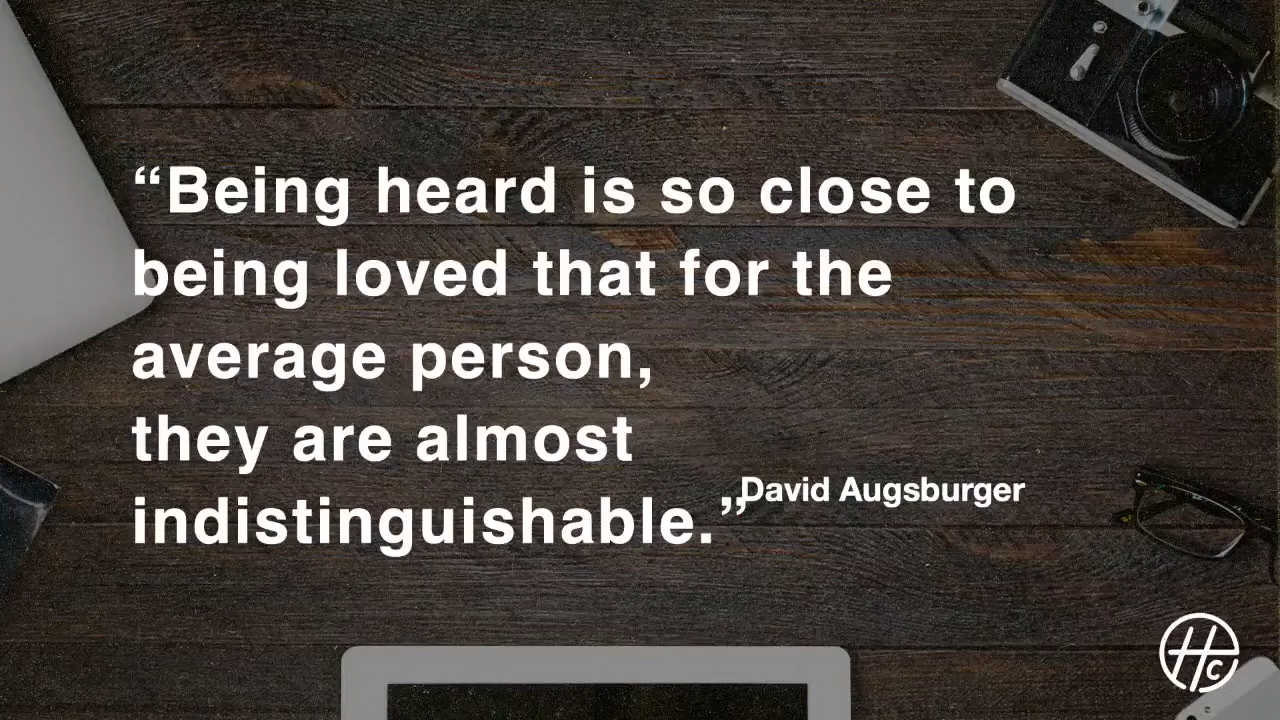 “Being heard is so close to
being loved that for the
average person,
they are almost
indistinguishable.”
David Augsburger
Hc